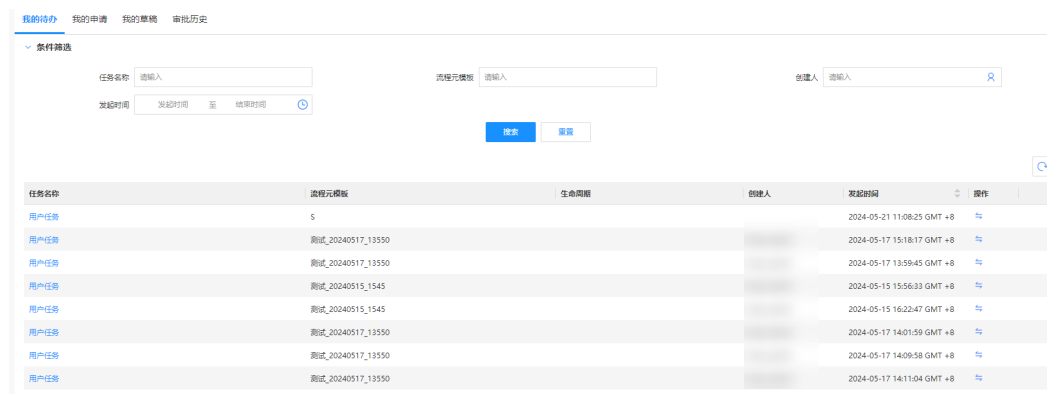 我的待办 我的申请 我的草稿 审批历史
条件筛选
任务名称 请输入 流程元模板 请输入 创建人 请输入
发起时间 发起时间 至 结束时间
搜索 重置
任务名称 流程元模板 生命周期 创建人 发起时间 操作
用户任务 S 2024-05-21 11:08:25 GMT +8
用户任务 测试_20240517_13550 2024-05-17 15:18:17 GMT +8
用户任务 测试_20240517_13550 2024-05-17 13:59:45 GMT +8
用户任务 测试_20240515_1545 2024-05-15 15:56:33 GMT +8
用户任务 测试_20240515_1545 2024-05-15 16:22:47 GMT +8
用户任务 测试_20240517_13550 2024-05-17 14:01:59 GMT +8
用户任务 测试_20240517_13550 2024-05-17 14:09:58 GMT +8
用户任务 测试_20240517_13550 2024-05-17 14:11:04 GMT +8